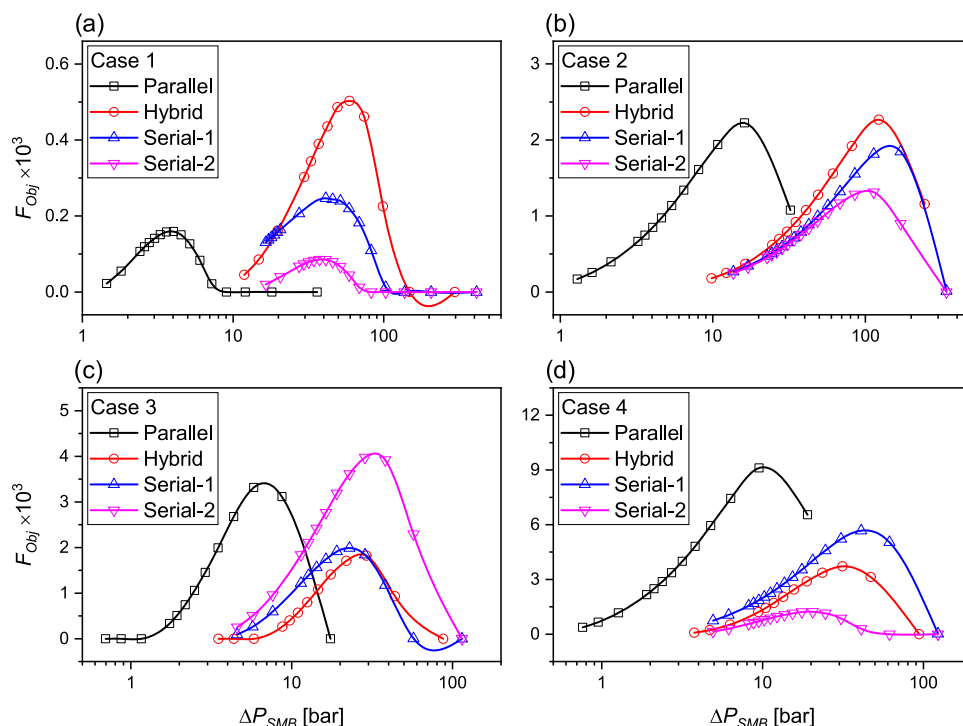 (a)
Case 1
Parallel
Hybrid
Serial-1
Serial-2
0.6
0.4
0.2
0.0
1 10 100
F_Obj ×10³
(b)
Case 2
Parallel
Hybrid
Serial-1
Serial-2
3
2
1
0
1 10 100
(c)
Case 3
Parallel
Hybrid
Serial-1
Serial-2
5
4
3
2
1
0
1 10 100
F_Obj ×10³
ΔP_SMB [bar]
(d)
Case 4
Parallel
Hybrid
Serial-1
Serial-2
12
9
6
3
0
1 10 100
ΔP_SMB [bar]